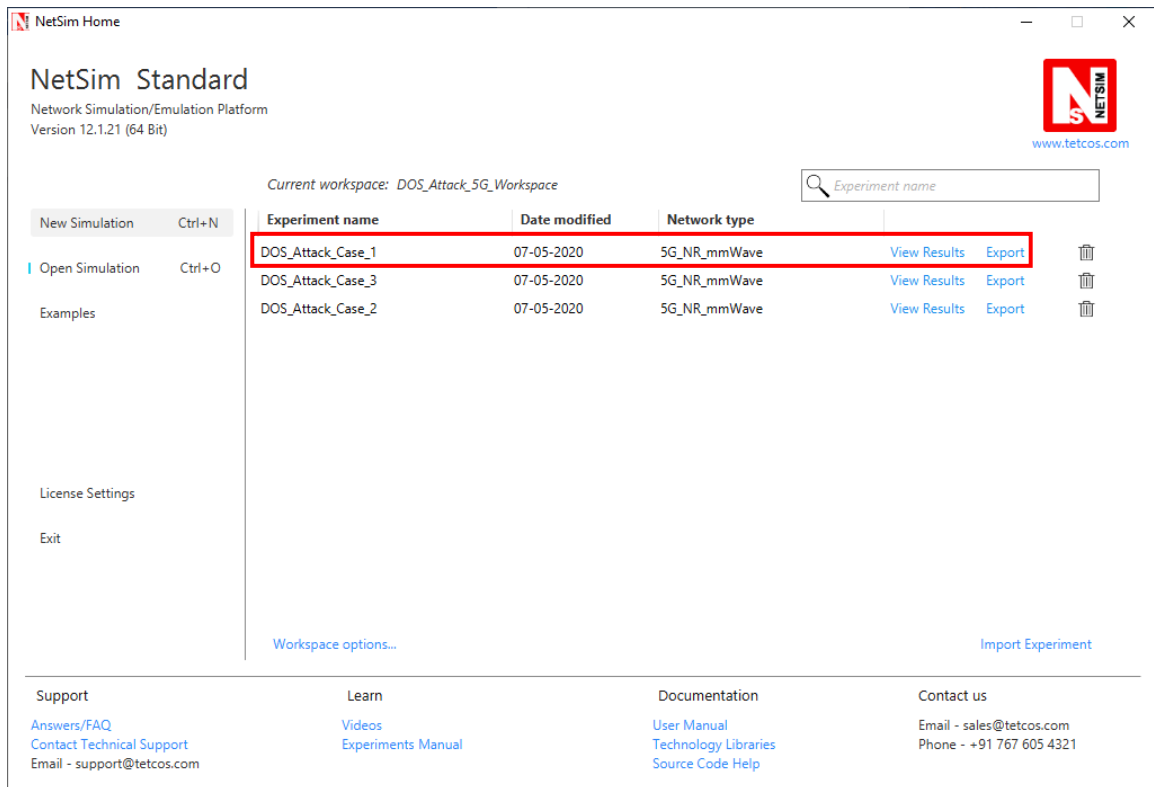 NetSim Home
NetSim Standard
Network Simulation/Emulation Platform
Version 12.1.21 (64 Bit)
N
S
NETSIM
www.tetcos.com
Current workspace: DOS_Attack_5G_Workspace
Experiment name
New Simulation Ctrl+N
Open Simulation Ctrl+O
Examples
License Settings
Exit
Experiment name Date modified Network type
DOS_Attack_Case_1 07-05-2020 5G_NR_mmWave View Results Export
DOS_Attack_Case_3 07-05-2020 5G_NR_mmWave View Results Export
DOS_Attack_Case_2 07-05-2020 5G_NR_mmWave View Results Export
Workspace options... Import Experiment
Support
Answers/FAQ
Contact Technical Support
Email - support@tetcos.com
Learn
Videos
Experiments Manual
Documentation
User Manual
Technology Libraries
Source Code Help
Contact us
Email - sales@tetcos.com
Phone - +91 767 605 4321